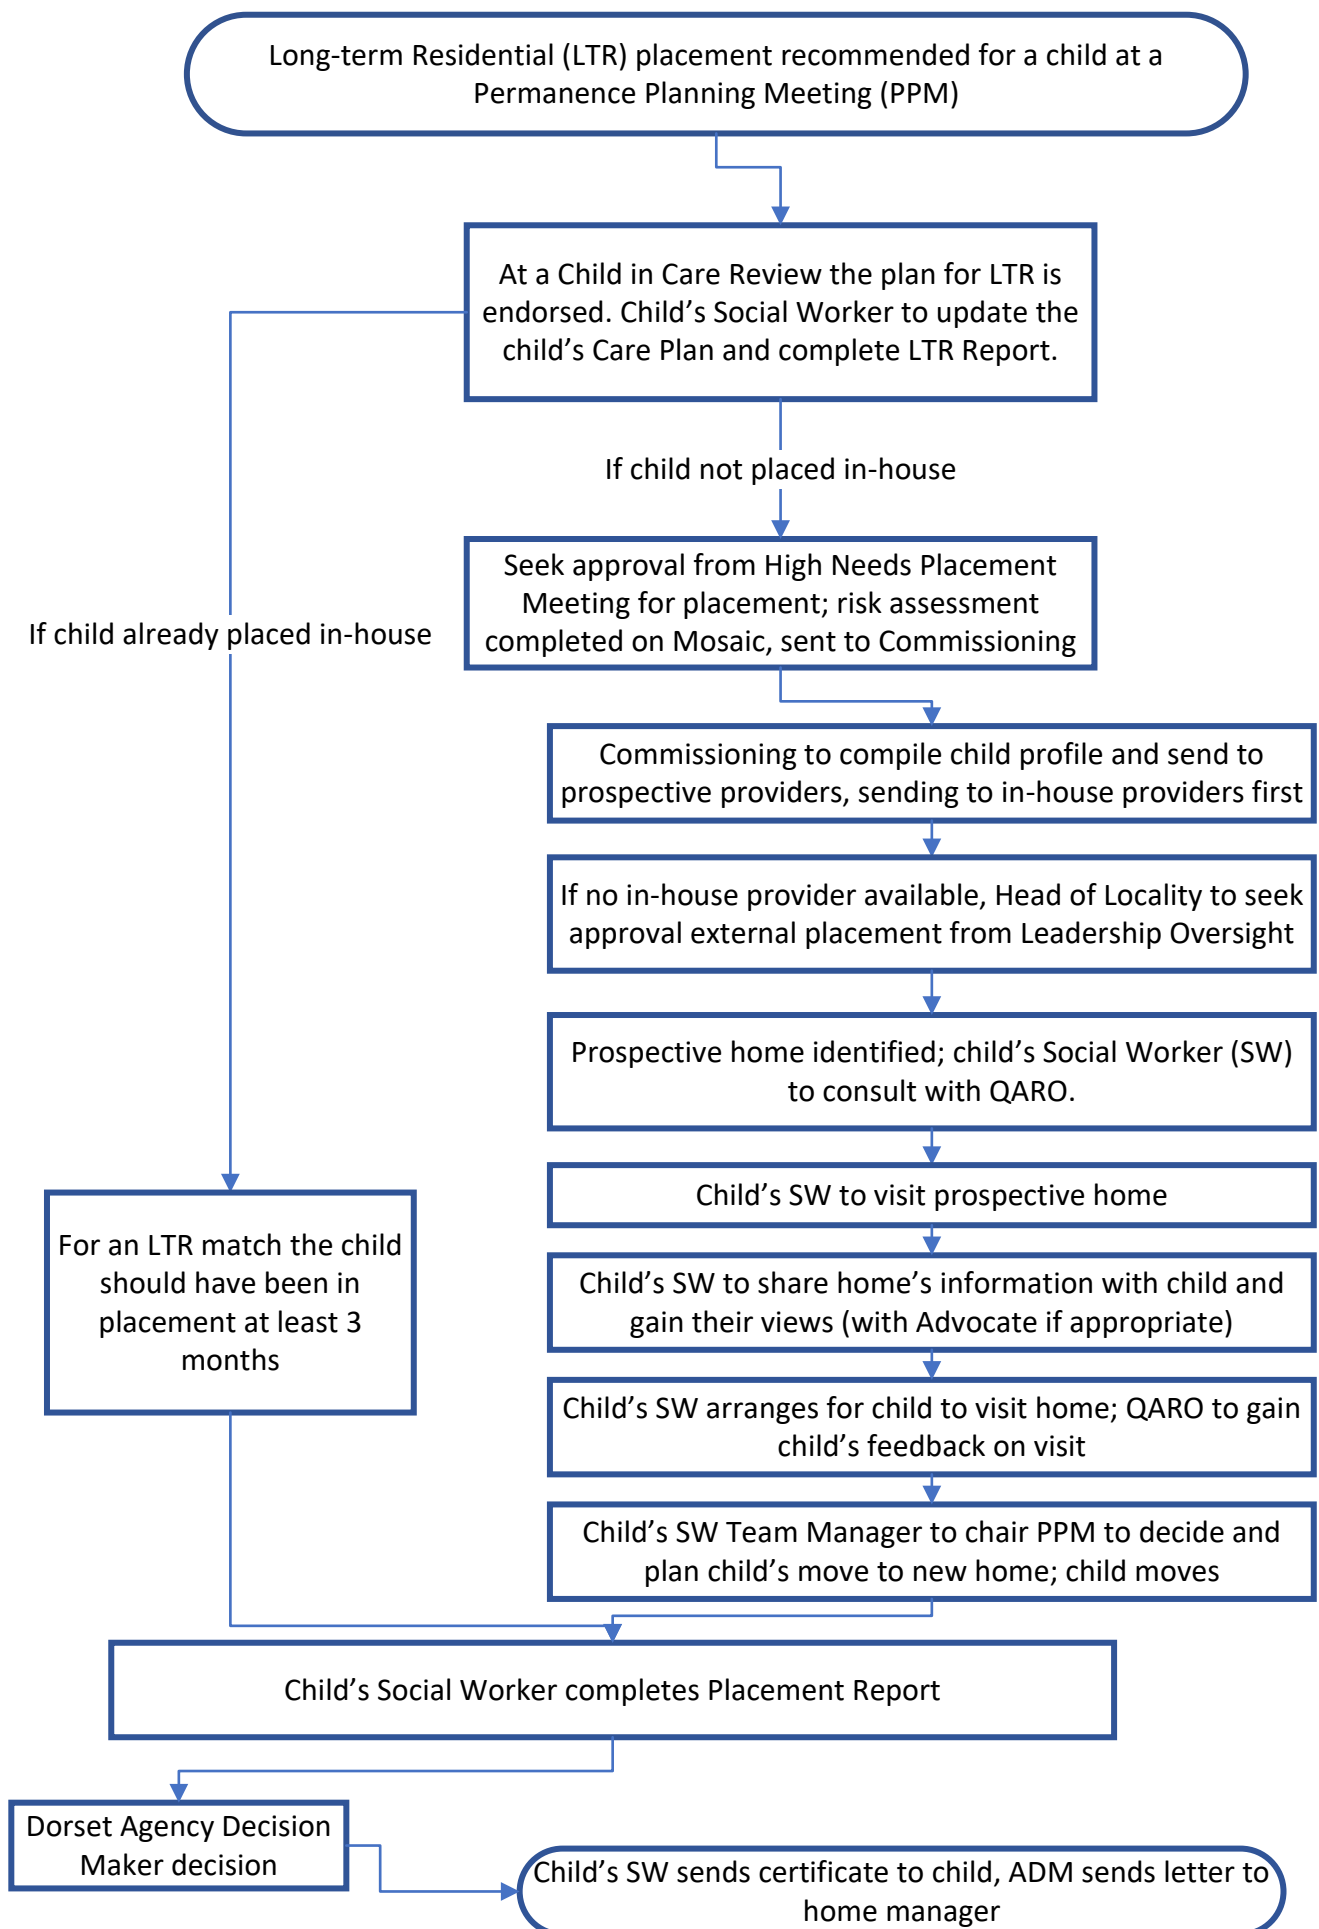 Long-term Residential (LTR) placement recommended for a child at a
Permanence Planning Meeting (PPM)
At a Child in Care Review the plan for LTR is
endorsed. Child’s Social Worker to update the
child’s Care Plan and complete LTR Report.
If child not placed in-house
Seek approval from High Needs Placement
Meeting for placement; risk assessment
completed on Mosaic, sent to Commissioning
If child already placed in-house
Commissioning to compile child profile and send to
prospective providers, sending to in-house providers first
If no in-house provider available, Head of Locality to seek
approval external placement from Leadership Oversight
Prospective home identified; child’s Social Worker (SW)
to consult with QARO.
Child’s SW to visit prospective home
For an LTR match the child
should have been in
placement at least 3
months
Child’s SW to share home’s information with child and
gain their views (with Advocate if appropriate)
Child’s SW arranges for child to visit home; QARO to gain
child’s feedback on visit
Child’s SW Team Manager to chair PPM to decide and
plan child’s move to new home; child moves
Child’s Social Worker completes Placement Report
Dorset Agency Decision
Maker decision
Child’s SW sends certificate to child, ADM sends letter to
home manager